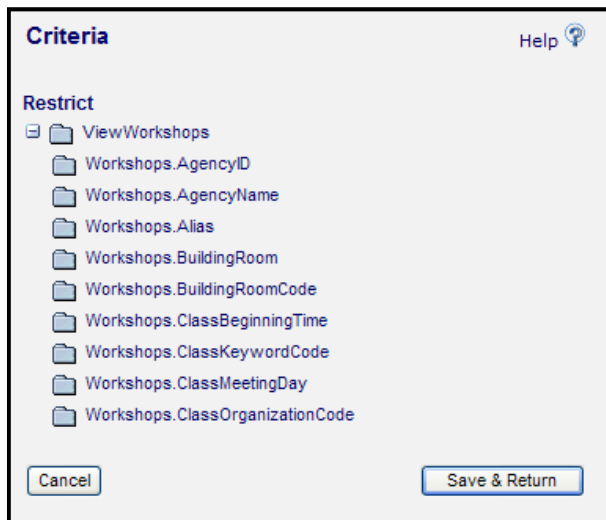 Criteria
Help
Restrict
ViewWorkshops
Workshops.AgencyID
Workshops.AgencyName
Workshops.Alias
Workshops.BuildingRoom
Workshops.BuildingRoomCode
Workshops.ClassBeginningTime
Workshops.ClassKeywordCode
Workshops.ClassMeetingDay
Workshops.ClassOrganizationCode
Cancel
Save & Return